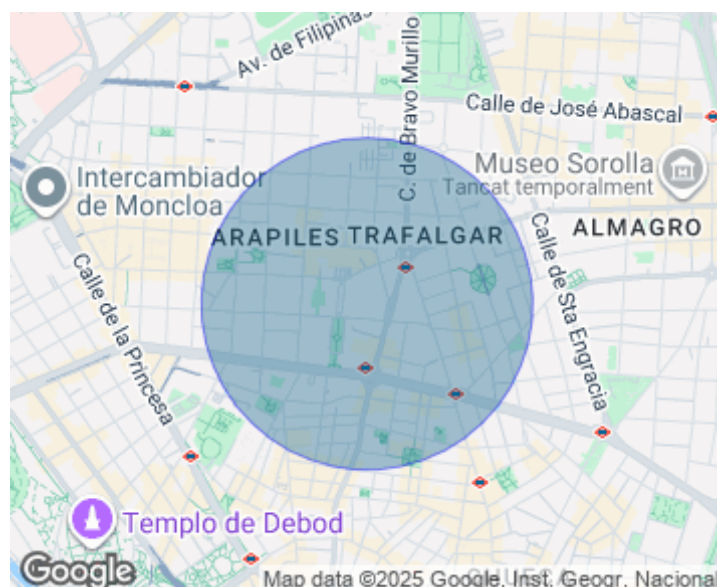 Av. de Filipinas
C. de Bravo Murillo
Calle de José Abascal
Museo Sorolla
Tancat temporalment
Intercambiador
de Moncloa
ARAPILES
TRAFALGAR
ALMAGRO
Calle de la Princesa
Calle de Sta Engracia
Templo de Debod
CHUECA
Google
Map data ©2025 Google, Inst. Geogr. Nacional